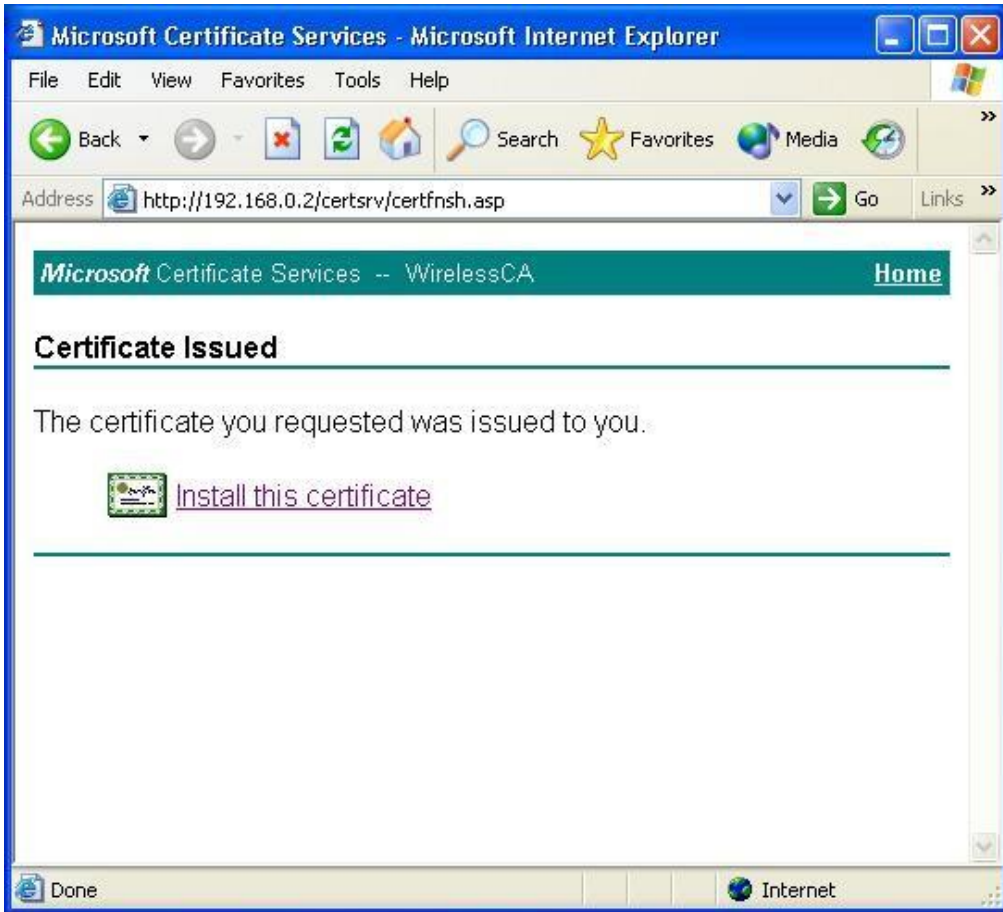 Microsoft Certificate Services - Microsoft Internet Explorer
File Edit View Favorites Tools Help
Back Search Favorites Media »
Address http://192.168.0.2/certsrv/certfnsh.asp Go Links »
Microsoft Certificate Services -- WirelessCA Home
Certificate Issued
The certificate you requested was issued to you.
Install this certificate
Done Internet